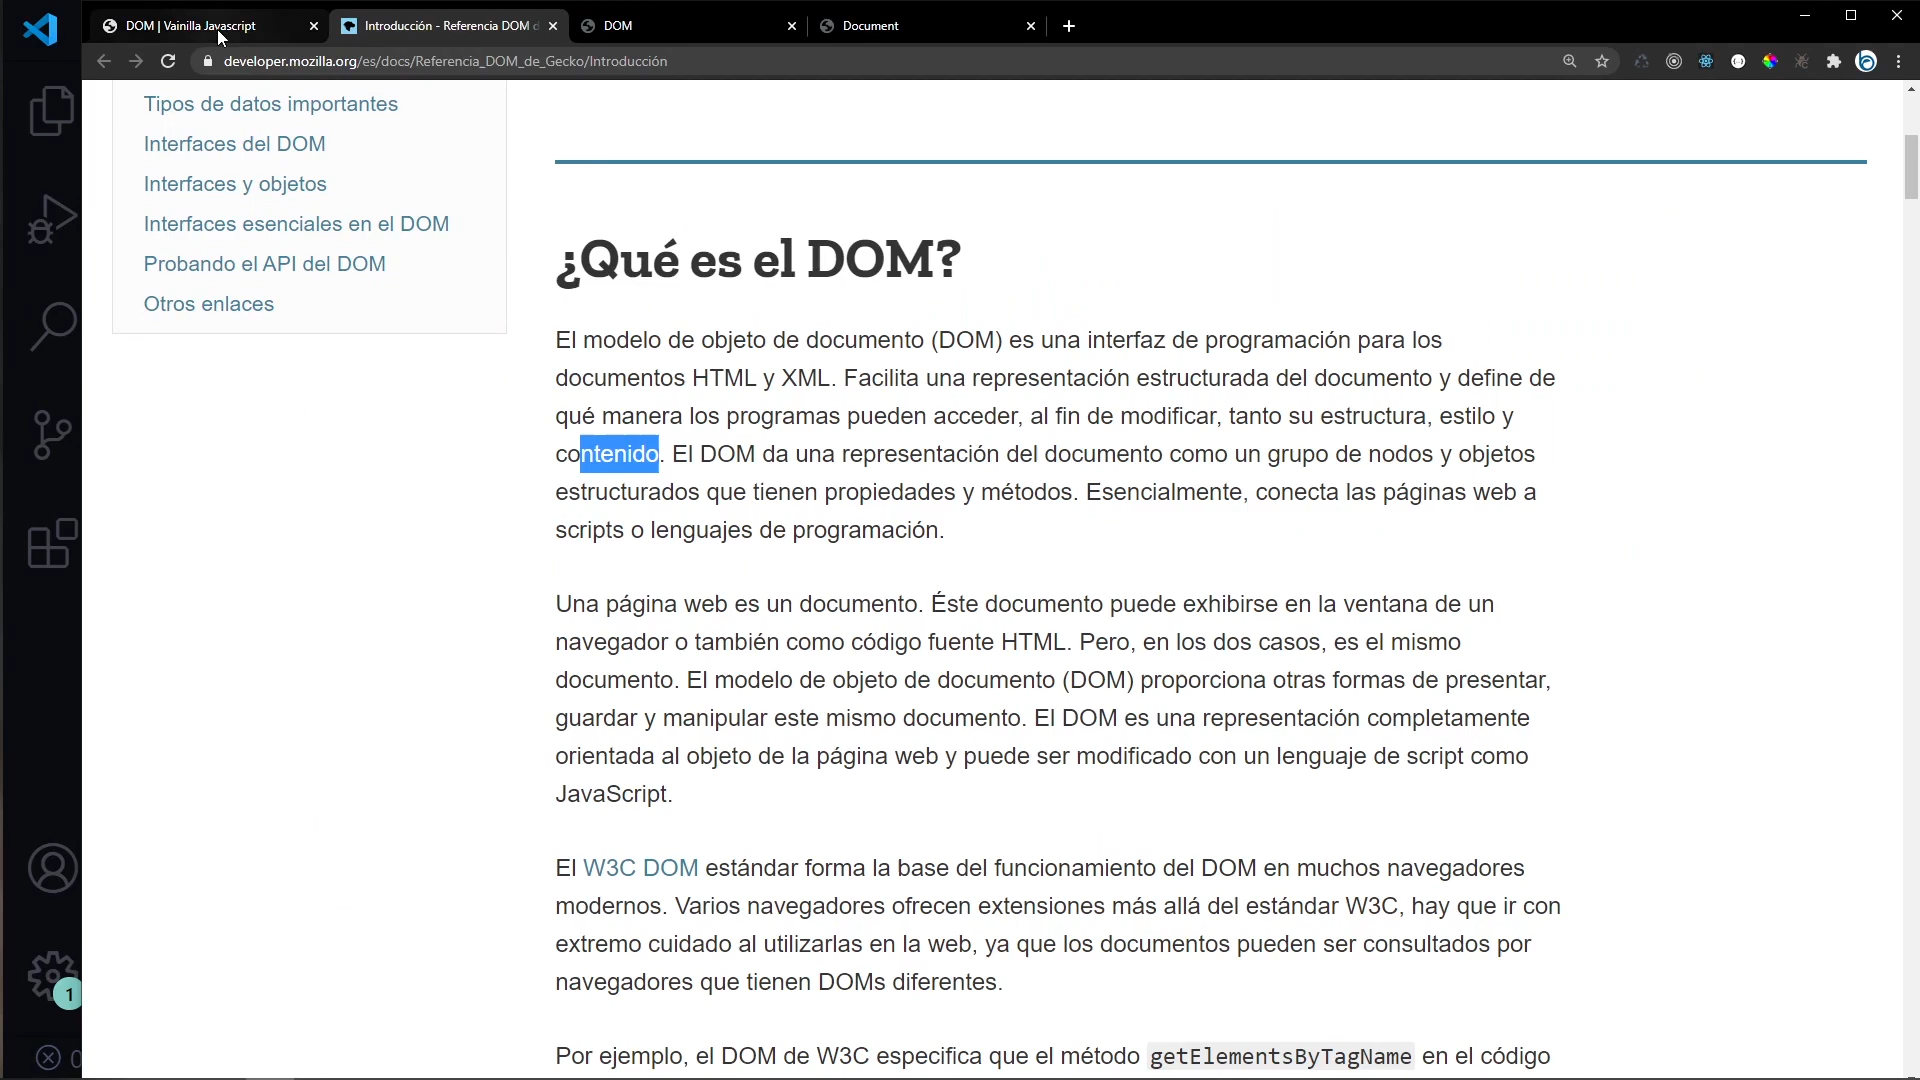 DOM | Vainilla Javascript
Introducción - Referencia DOM d
DOM
Document
developer.mozilla.org/es/docs/Referencia_DOM_de_Gecko/Introducción
Tipos de datos importantes
Interfaces del DOM
Interfaces y objetos
Interfaces esenciales en el DOM
Probando el API del DOM
Otros enlaces
¿Qué es el DOM?
El modelo de objeto de documento (DOM) es una interfaz de programación para los
documentos HTML y XML. Facilita una representación estructurada del documento y define de
qué manera los programas pueden acceder, al fin de modificar, tanto su estructura, estilo y
contenido. El DOM da una representación del documento como un grupo de nodos y objetos
estructurados que tienen propiedades y métodos. Esencialmente, conecta las páginas web a
scripts o lenguajes de programación.
Una página web es un documento. Éste documento puede exhibirse en la ventana de un
navegador o también como código fuente HTML. Pero, en los dos casos, es el mismo
documento. El modelo de objeto de documento (DOM) proporciona otras formas de presentar,
guardar y manipular este mismo documento. El DOM es una representación completamente
orientada al objeto de la página web y puede ser modificado con un lenguaje de script como
JavaScript.
El W3C DOM estándar forma la base del funcionamiento del DOM en muchos navegadores
modernos. Varios navegadores ofrecen extensiones más allá del estándar W3C, hay que ir con
extremo cuidado al utilizarlas en la web, ya que los documentos pueden ser consultados por
navegadores que tienen DOMs diferentes.
Por ejemplo, el DOM de W3C especifica que el método getElementsByTagName en el código
1
0